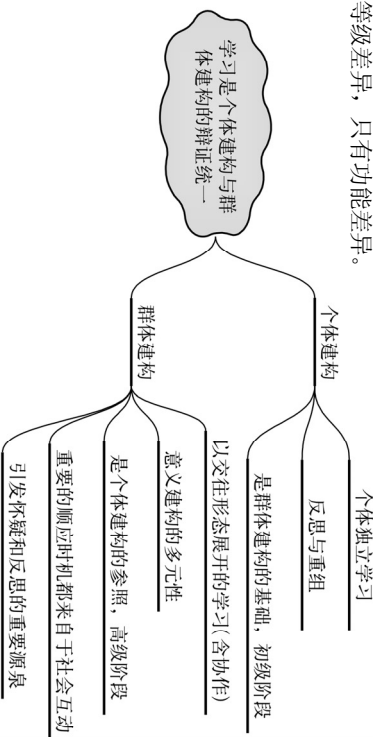 等级差异，只有功能差异。
学习是个体建构与群
体建构的辩证统一
个体建构
个体独立学习
反思与重组
是群体建构的基础，初级阶段
群体建构
以交往形态展开的学习(含协作)
意义建构的多元性
是个体建构的参照，高级阶段
重要的顺应时机都来自于社会互动
引发怀疑和反思的重要源泉